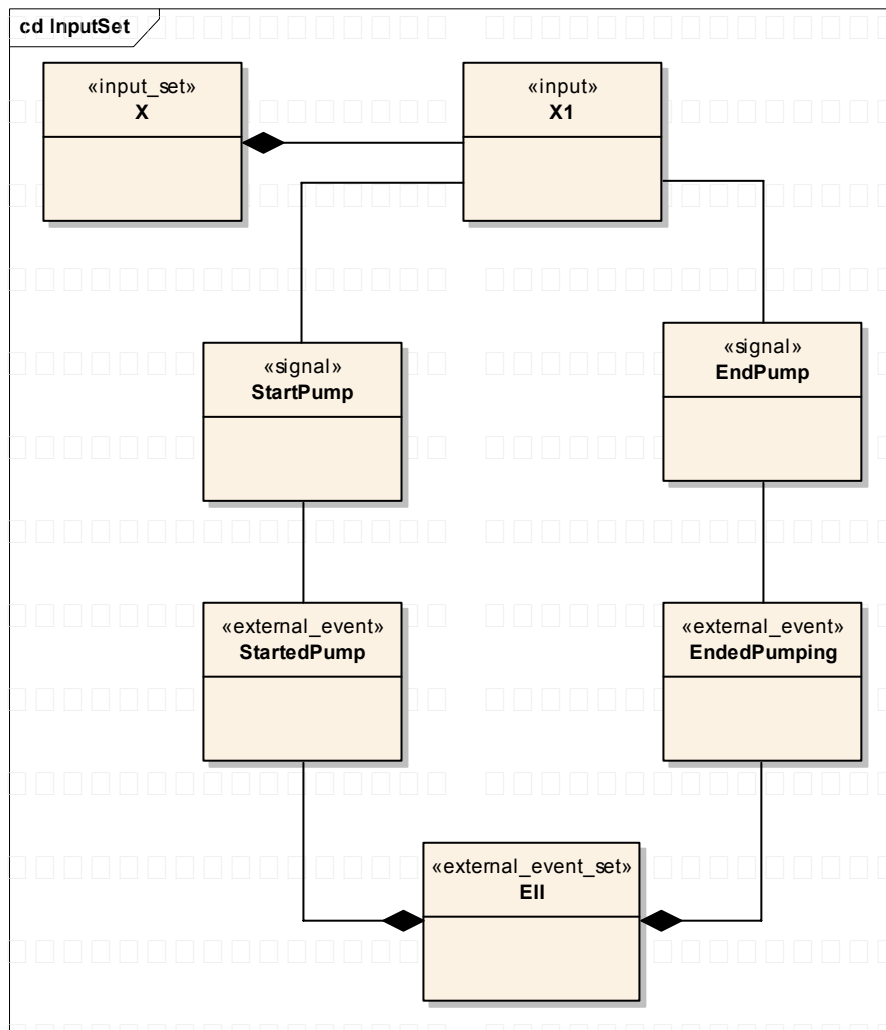 cd InputSet
«input_set»
X
«input»
X1
«signal»
StartPump
«signal»
EndPump
«external_event»
StartedPump
«external_event»
EndedPumping
«external_event_set»
EII